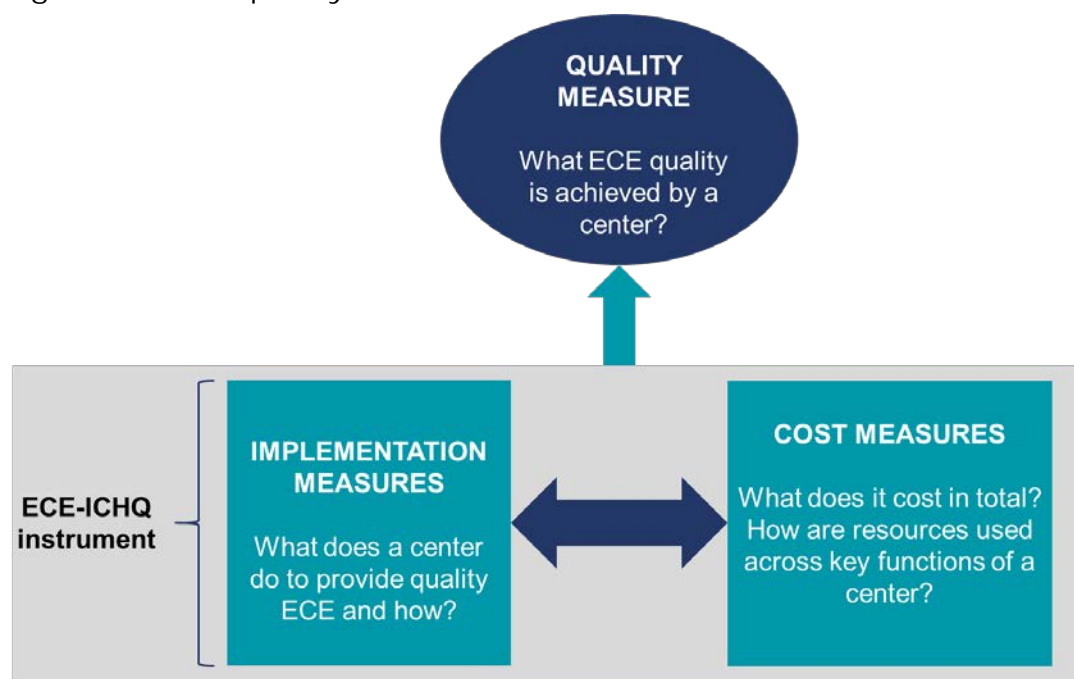 QUALITY
MEASURE
What ECE quality
is achieved by a
center?
ECE-ICHQ
instrument
IMPLEMENTATION
MEASURES
What does a center
do to provide quality
ECE and how?
COST MEASURES
What does it cost in total?
How are resources used
across key functions of a
center?